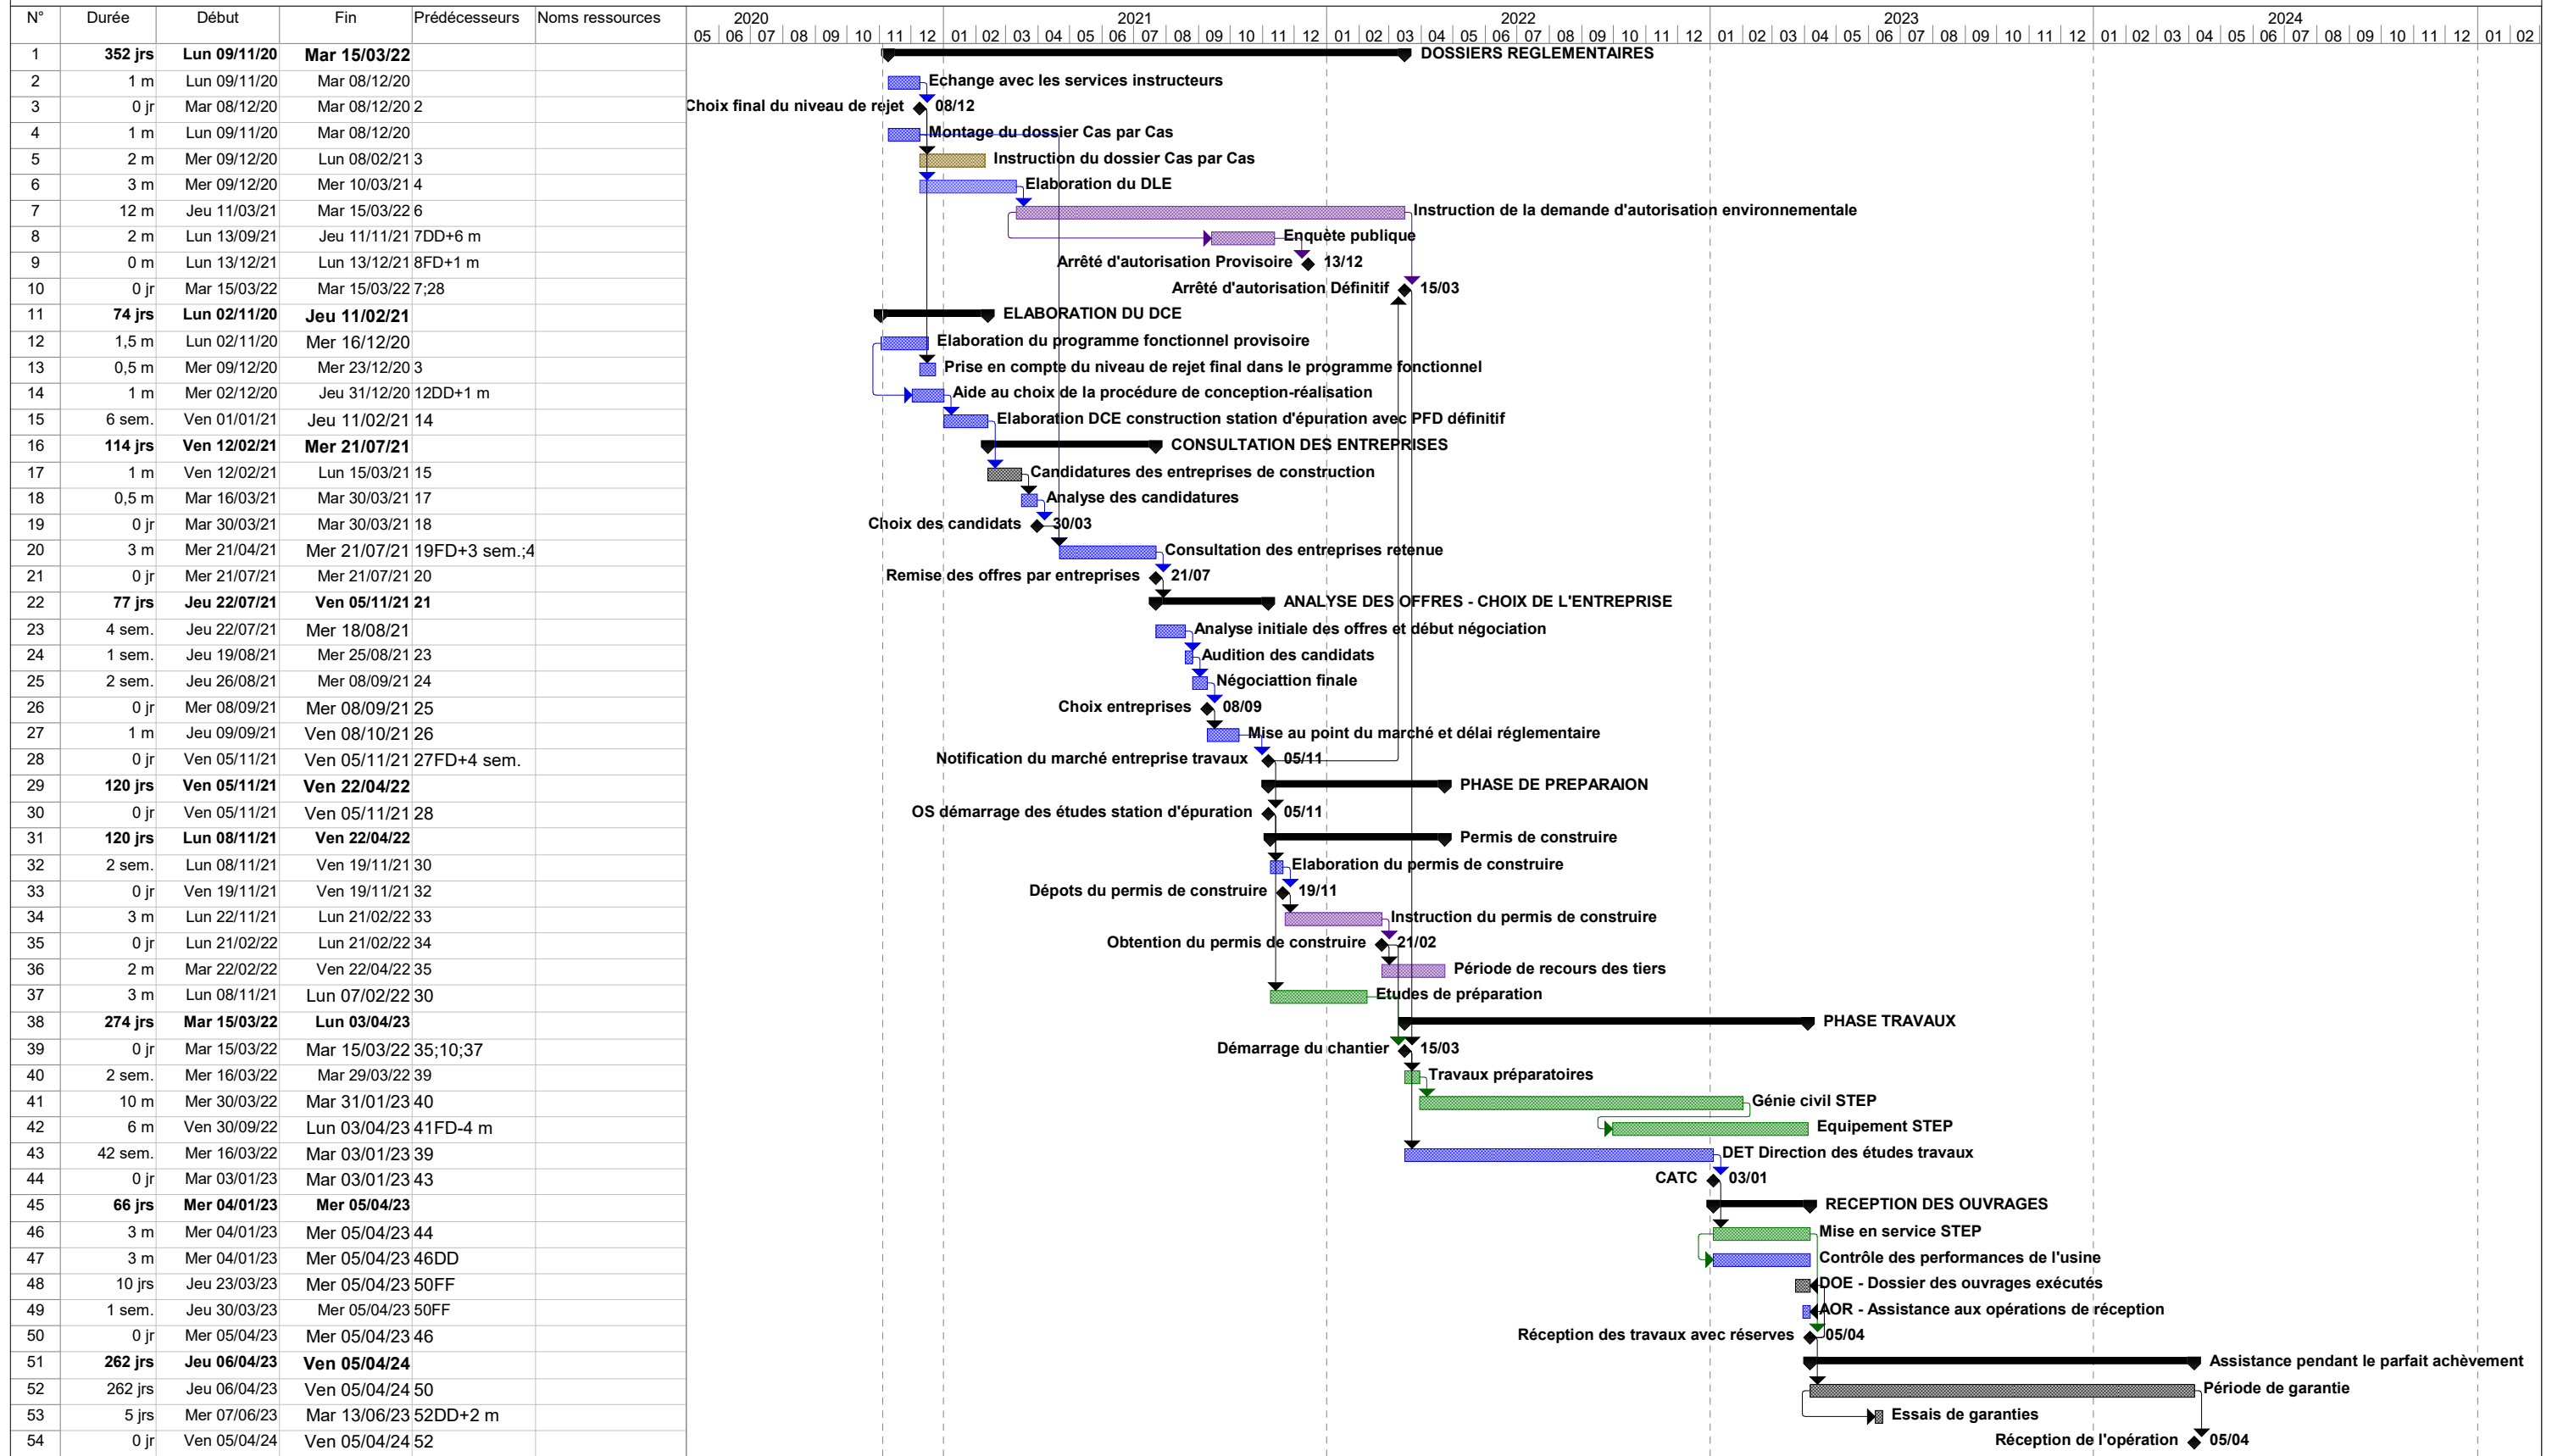 N° Durée Début Fin Prédécesseurs Noms ressources 2020 2021 2022 2023 2024
05 06 07 08 09 10 11 12 01 02 03 04 05 06 07 08 09 10 11 12 01 02 03 04 05 06 07 08 09 10 11 12 01 02 03 04 05 06 07 08 09 10 11 12 01 02 03 04 05 06 07 08 09 10 11 12 01 02
1 352 jrs Lun 09/11/20 Mar 15/03/22 DOSSIERS REGLEMENTAIRES
2 1 m Lun 09/11/20 Mar 08/12/20 Echange avec les services instructeurs
3 0 jr Mar 08/12/20 Mar 08/12/20 2 Choix final du niveau de rejet 08/12
4 1 m Lun 09/11/20 Mar 08/12/20 Montage du dossier Cas par Cas
5 2 m Mer 09/12/20 Lun 08/02/21 3 Instruction du dossier Cas par Cas
6 3 m Mer 09/12/20 Mer 10/03/21 4 Elaboration du DLE
7 12 m Jeu 11/03/21 Mar 15/03/22 6 Instruction de la demande d'autorisation environnementale
8 2 m Lun 13/09/21 Jeu 11/11/21 7DD+6 m Enquète publique
9 0 m Lun 13/12/21 Lun 13/12/21 8FD+1 m Arrêté d'autorisation Provisoire 13/12
10 0 jr Mar 15/03/22 Mar 15/03/22 7;28 Arrêté d'autorisation Définitif 15/03
11 74 jrs Lun 02/11/20 Jeu 11/02/21 ELABORATION DU DCE
12 1,5 m Lun 02/11/20 Mer 16/12/20 Elaboration du programme fonctionnel provisoire
13 0,5 m Mer 09/12/20 Mer 23/12/20 3 Prise en compte du niveau de rejet final dans le programme fonctionnel
14 1 m Mer 02/12/20 Jeu 31/12/20 12DD+1 m Aide au choix de la procédure de conception-réalisation
15 6 sem. Ven 01/01/21 Jeu 11/02/21 14 Elaboration DCE construction station d'épuration avec PFD définitif
16 114 jrs Ven 12/02/21 Mer 21/07/21 CONSULTATION DES ENTREPRISES
17 1 m Ven 12/02/21 Lun 15/03/21 15 Candidatures des entreprises de construction
18 0,5 m Mar 16/03/21 Mar 30/03/21 17 Analyse des candidatures
19 0 jr Mar 30/03/21 Mar 30/03/21 18 Choix des candidats 30/03
20 3 m Mer 21/04/21 Mer 21/07/21 19FD+3 sem.;4 Consultation des entreprises retenue
21 0 jr Mer 21/07/21 Mer 21/07/21 20 Remise des offres par entreprises 21/07
22 77 jrs Jeu 22/07/21 Ven 05/11/21 21 ANALYSE DES OFFRES - CHOIX DE L'ENTREPRISE
23 4 sem. Jeu 22/07/21 Mer 18/08/21 Analyse initiale des offres et début négociation
24 1 sem. Jeu 19/08/21 Mer 25/08/21 23 Audition des candidats
25 2 sem. Jeu 26/08/21 Mer 08/09/21 24 Négociattion finale
26 0 jr Mer 08/09/21 Mer 08/09/21 25 Choix entreprises 08/09
27 1 m Jeu 09/09/21 Ven 08/10/21 26 Mise au point du marché et délai réglementaire
28 0 jr Ven 05/11/21 Ven 05/11/21 27FD+4 sem. Notification du marché entreprise travaux 05/11
29 120 jrs Ven 05/11/21 Ven 22/04/22 PHASE DE PREPARAION
30 0 jr Ven 05/11/21 Ven 05/11/21 28 OS démarrage des études station d'épuration 05/11
31 120 jrs Lun 08/11/21 Ven 22/04/22 Permis de construire
32 2 sem. Lun 08/11/21 Ven 19/11/21 30 Elaboration du permis de construire
33 0 jr Ven 19/11/21 Ven 19/11/21 32 Dépots du permis de construire 19/11
34 3 m Lun 22/11/21 Lun 21/02/22 33 Instruction du permis de construire
35 0 jr Lun 21/02/22 Lun 21/02/22 34 Obtention du permis de construire 21/02
36 2 m Mar 22/02/22 Ven 22/04/22 35 Période de recours des tiers
37 3 m Lun 08/11/21 Lun 07/02/22 30 Etudes de préparation
38 274 jrs Mar 15/03/22 Lun 03/04/23 PHASE TRAVAUX
39 0 jr Mar 15/03/22 Mar 15/03/22 35;10;37 Démarrage du chantier 15/03
40 2 sem. Mer 16/03/22 Mar 29/03/22 39 Travaux préparatoires
41 10 m Mer 30/03/22 Mar 31/01/23 40 Génie civil STEP
42 6 m Ven 30/09/22 Lun 03/04/23 41FD-4 m Equipement STEP
43 42 sem. Mer 16/03/22 Mar 03/01/23 39 DET Direction des études travaux
44 0 jr Mar 03/01/23 Mar 03/01/23 43 CATC 03/01
45 66 jrs Mer 04/01/23 Mer 05/04/23 RECEPTION DES OUVRAGES
46 3 m Mer 04/01/23 Mer 05/04/23 44 Mise en service STEP
47 3 m Mer 04/01/23 Mer 05/04/23 46DD Contrôle des performances de l'usine
48 10 jrs Jeu 23/03/23 Mer 05/04/23 50FF DOE - Dossier des ouvrages exécutés
49 1 sem. Jeu 30/03/23 Mer 05/04/23 50FF AOR - Assistance aux opérations de réception
50 0 jr Mer 05/04/23 Mer 05/04/23 46 Réception des travaux avec réserves 05/04
51 262 jrs Jeu 06/04/23 Ven 05/04/24 Assistance pendant le parfait achèvement
52 262 jrs Jeu 06/04/23 Ven 05/04/24 50 Période de garantie
53 5 jrs Mer 07/06/23 Mar 13/06/23 52DD+2 m Essais de garanties
54 0 jr Ven 05/04/24 Ven 05/04/24 52 Réception de l'opération 05/04